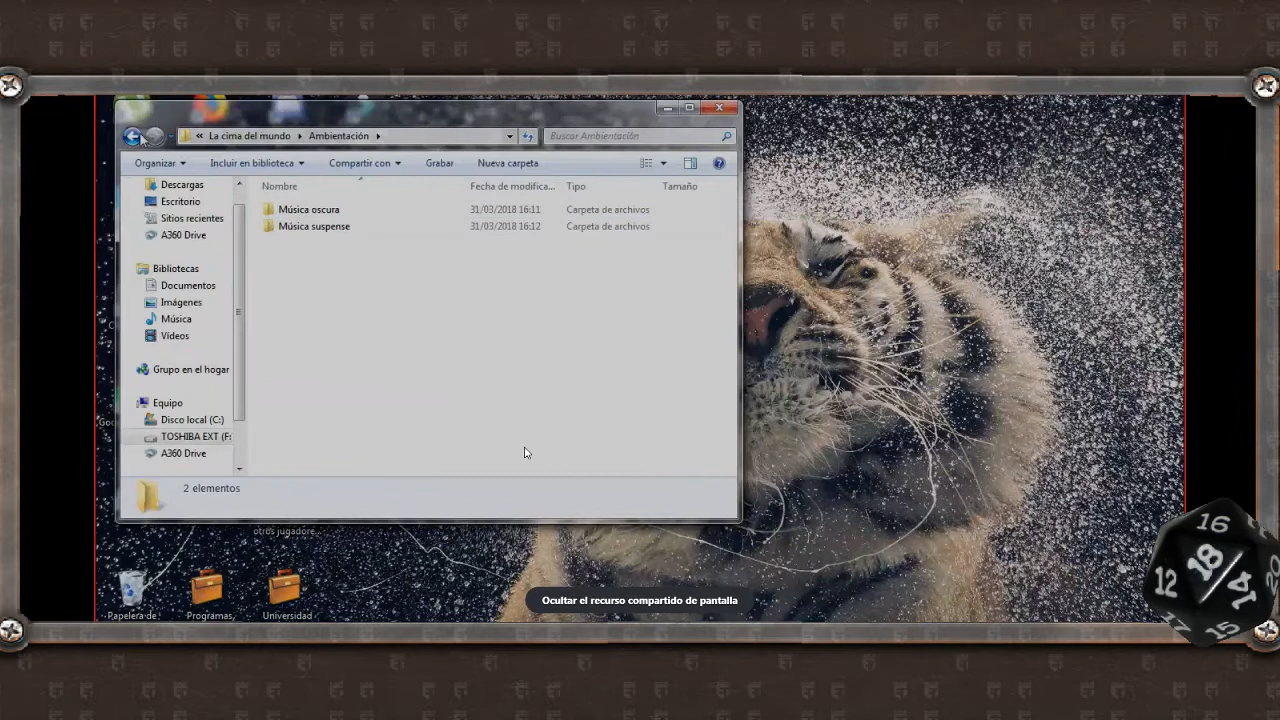 « La cima del mundo Ambientación
Buscar Ambientación
Organizar Incluir en biblioteca Compartir con Grabar Nueva carpeta
Nombre Fecha de modifica... Tipo Tamaño
Descargas
Escritorio
Sitios recientes
A360 Drive
Bibliotecas
Documentos
Imágenes
Música
Vídeos
Grupo en el hogar
Equipo
Disco local (C:)
TOSHIBA EXT (F:
A360 Drive
Música oscura 31/03/2018 16:11 Carpeta de archivos
Música suspense 31/03/2018 16:12 Carpeta de archivos
2 elementos
otros jugadore...
Papelera de
Programas,
Universidad
Ocultar el recurso compartido de pantalla
16
18
12
14
20
17
15